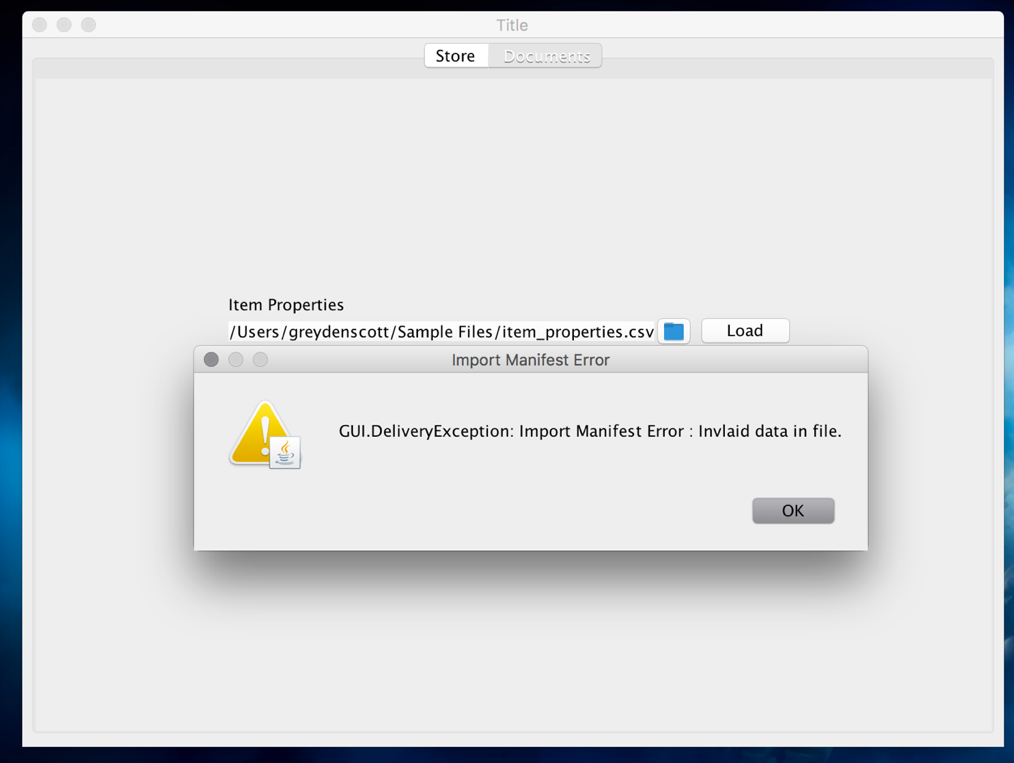 Title
Store Documents
Item Properties
/Users/greydenscott/Sample Files/item_properties.csv Load
Import Manifest Error
GUI.DeliveryException: Import Manifest Error : Invlaid data in file.
OK